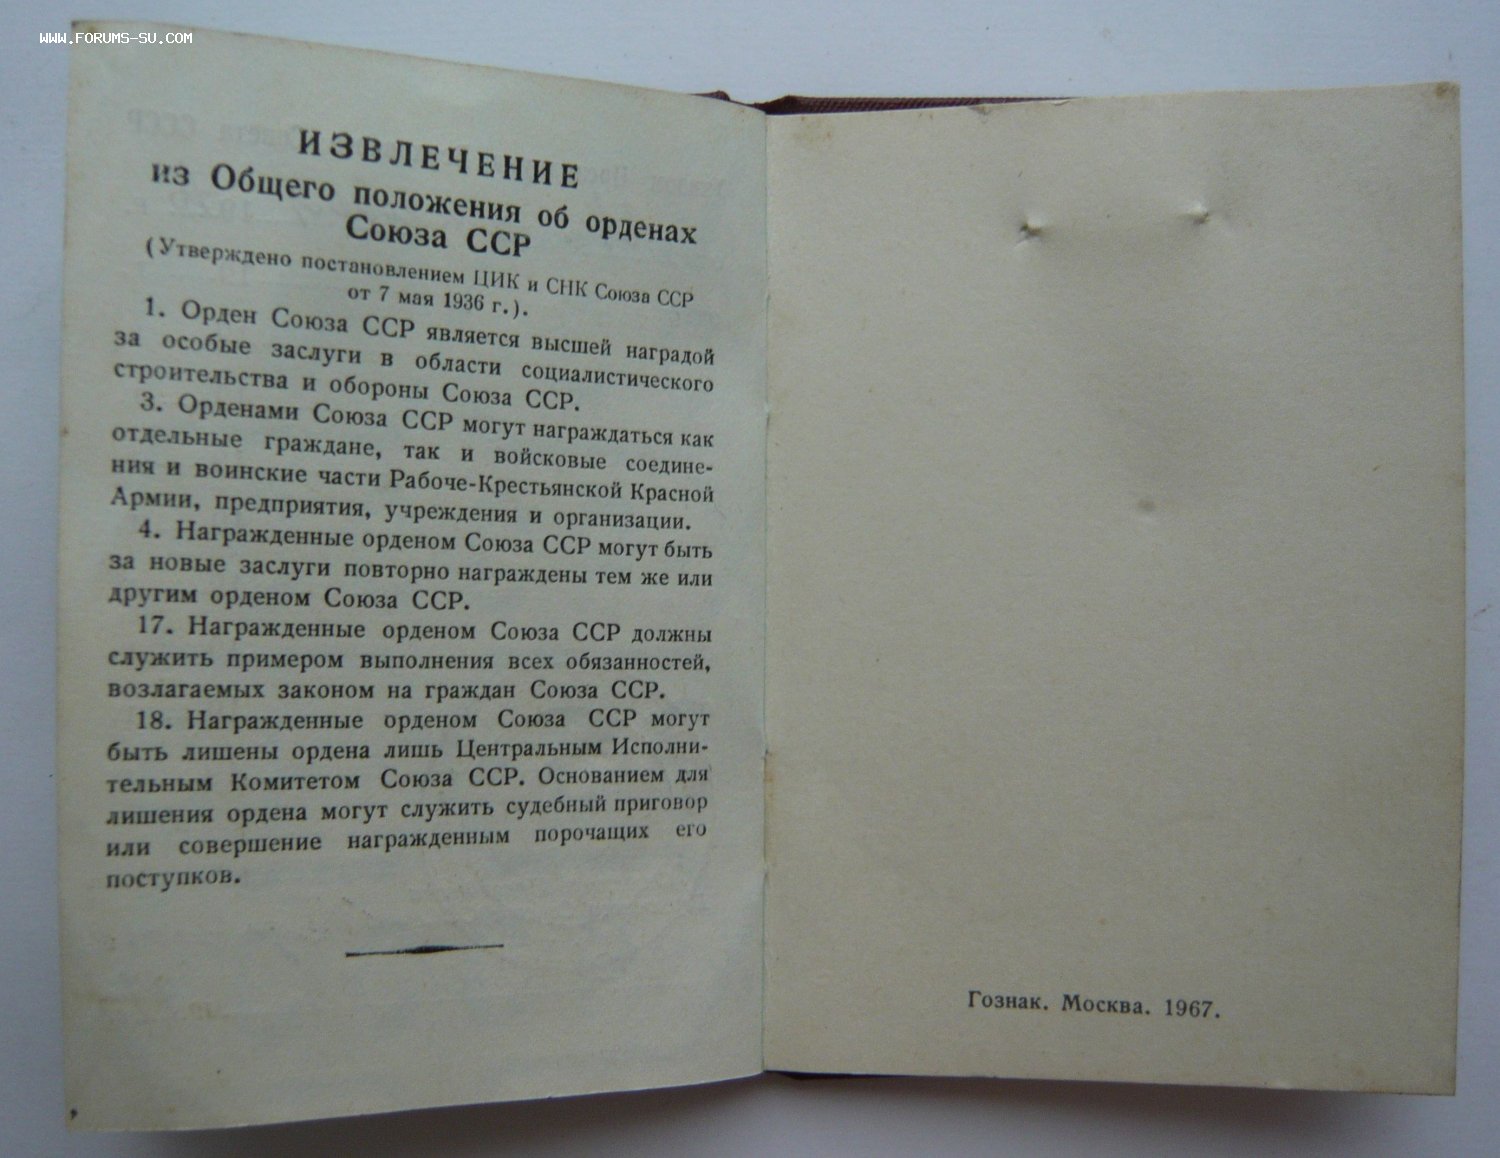 WWW.FORUMS-SU.COM
ИЗВЛЕЧЕНИЕ
из Общего положения об орденах
Союза ССР
(Утверждено постановлением ЦИК и СНК Союза ССР
от 7 мая 1936 г.).
1. Орден Союза ССР является высшей наградой
за особые заслуги в области социалистического
строительства и обороны Союза ССР.
3. Орденами Союза ССР могут награждаться как
отдельные граждане, так и войсковые соедине-
ния и воинские части Рабоче-Крестьянской Красной
Армии, предприятия, учреждения и организации.
4. Награжденные орденом Союза ССР могут быть
за новые заслуги повторно награждены тем же или
другим орденом Союза ССР.
17. Награжденные орденом Союза ССР должны
служить примером выполнения всех обязанностей,
возлагаемых законом на граждан Союза ССР.
18. Награжденные орденом Союза ССР могут
быть лишены ордена лишь Центральным Исполни-
тельным Комитетом Союза ССР. Основанием для
лишения ордена могут служить судебный приговор
или совершение награжденным порочащих его
поступков.
Гознак. Москва. 1967.